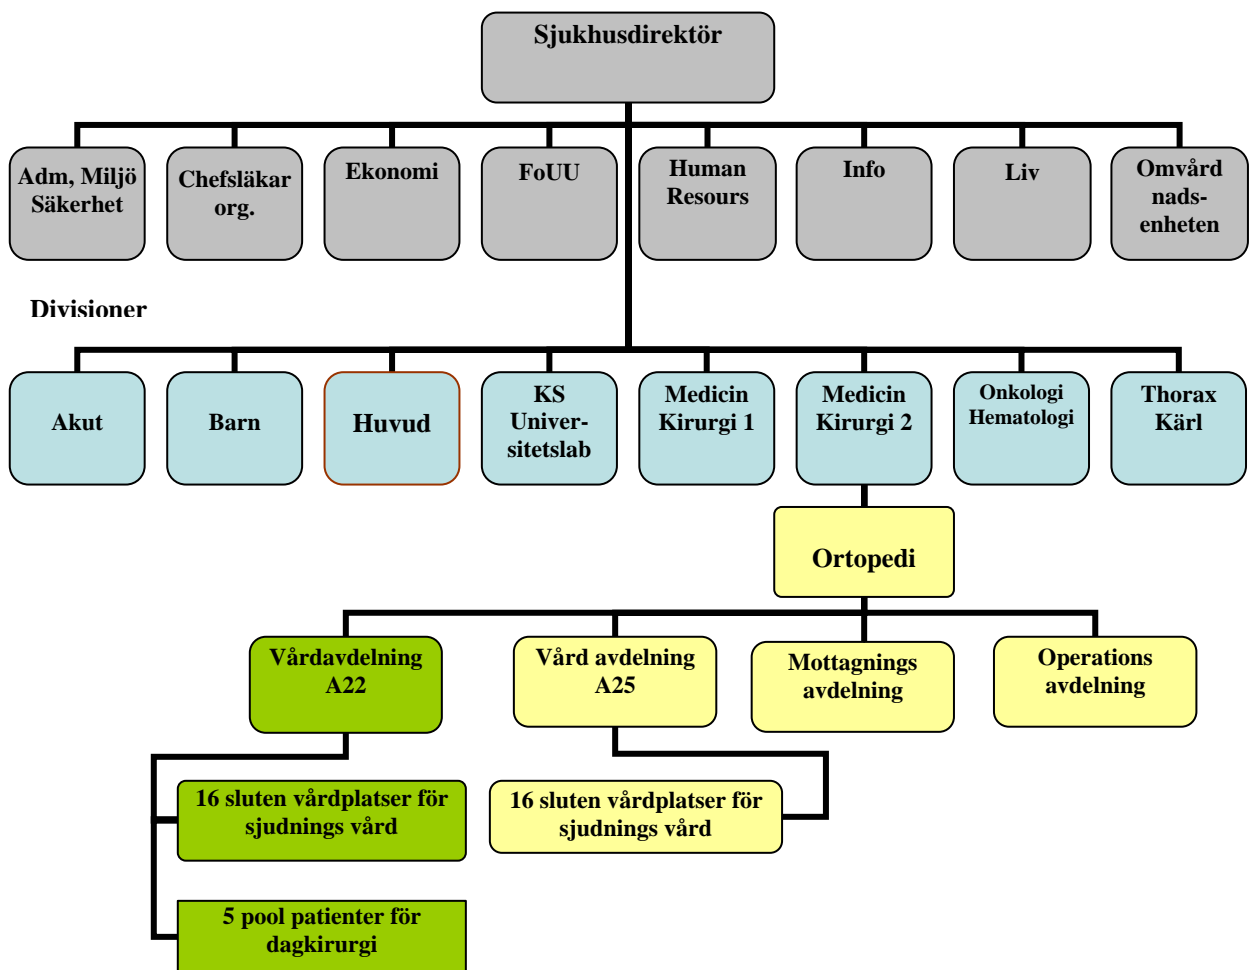 Sjukhusdirektör
Adm, Miljö
Säkerhet
Chefsläkar
org.
Ekonomi
FoUU
Human
Resours
Info
Liv
Omvård
nads-
enheten
Divisioner
Akut
Barn
Huvud
KS
Univer-
sitetslab
Medicin
Kirurgi 1
Medicin
Kirurgi 2
Onkologi
Hematologi
Thorax
Kärl
Ortopedi
Vårdavdelning
A22
Vård avdelning
A25
Mottagnings
avdelning
Operations
avdelning
16 sluten vårdplatser för
sjudnings vård
16 sluten vårdplatser för
sjudnings vård
5 pool patienter för
dagkirurgi